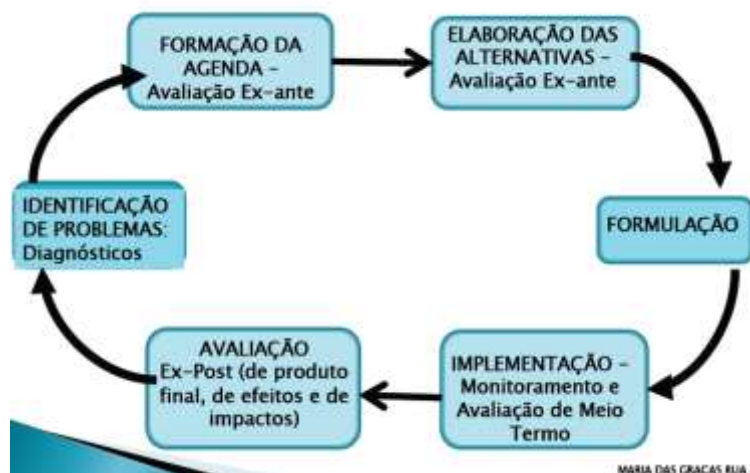 FORMAÇÃO DA
AGENDA –
Avaliação Ex-ante
ELABORAÇÃO DAS
ALTERNATIVAS –
Avaliação Ex-ante
IDENTIFICAÇÃO
DE PROBLEMAS:
Diagnósticos
FORMULAÇÃO
AVALIAÇÃO
Ex-Post (de produto
final, de efeitos e de
impactos)
IMPLEMENTAÇÃO –
Monitoramento e
Avaliação de Meio
Termo
MARIA DAS GRAÇAS RUA